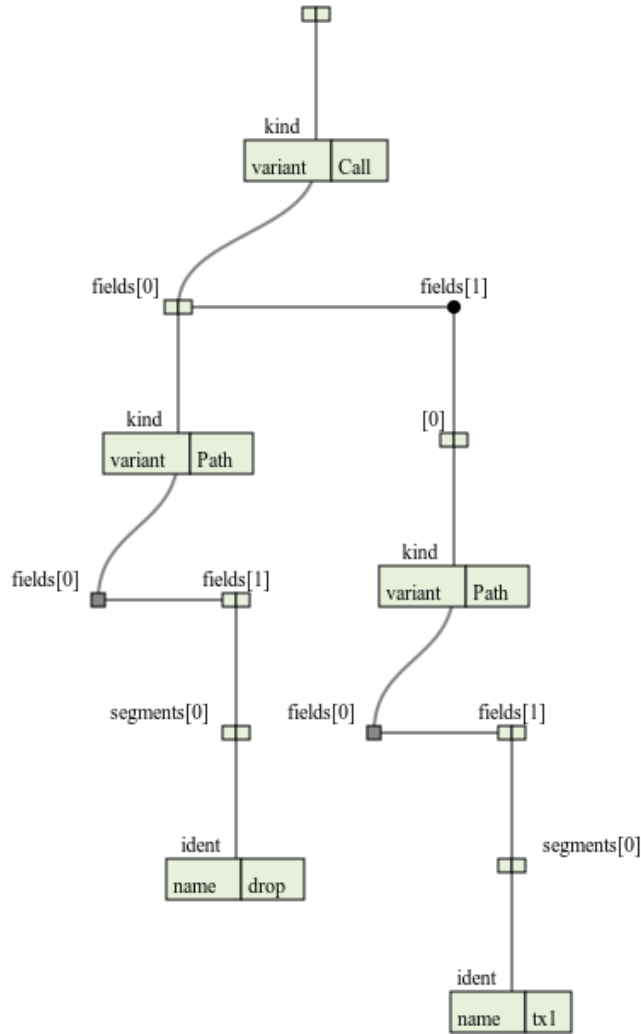 kind
variant Call
fields[0] fields[1]
kind [0]
variant Path
kind
fields[0] fields[1] variant Path
segments[0] fields[0] fields[1]
ident segments[0]
name drop
ident
name tx1